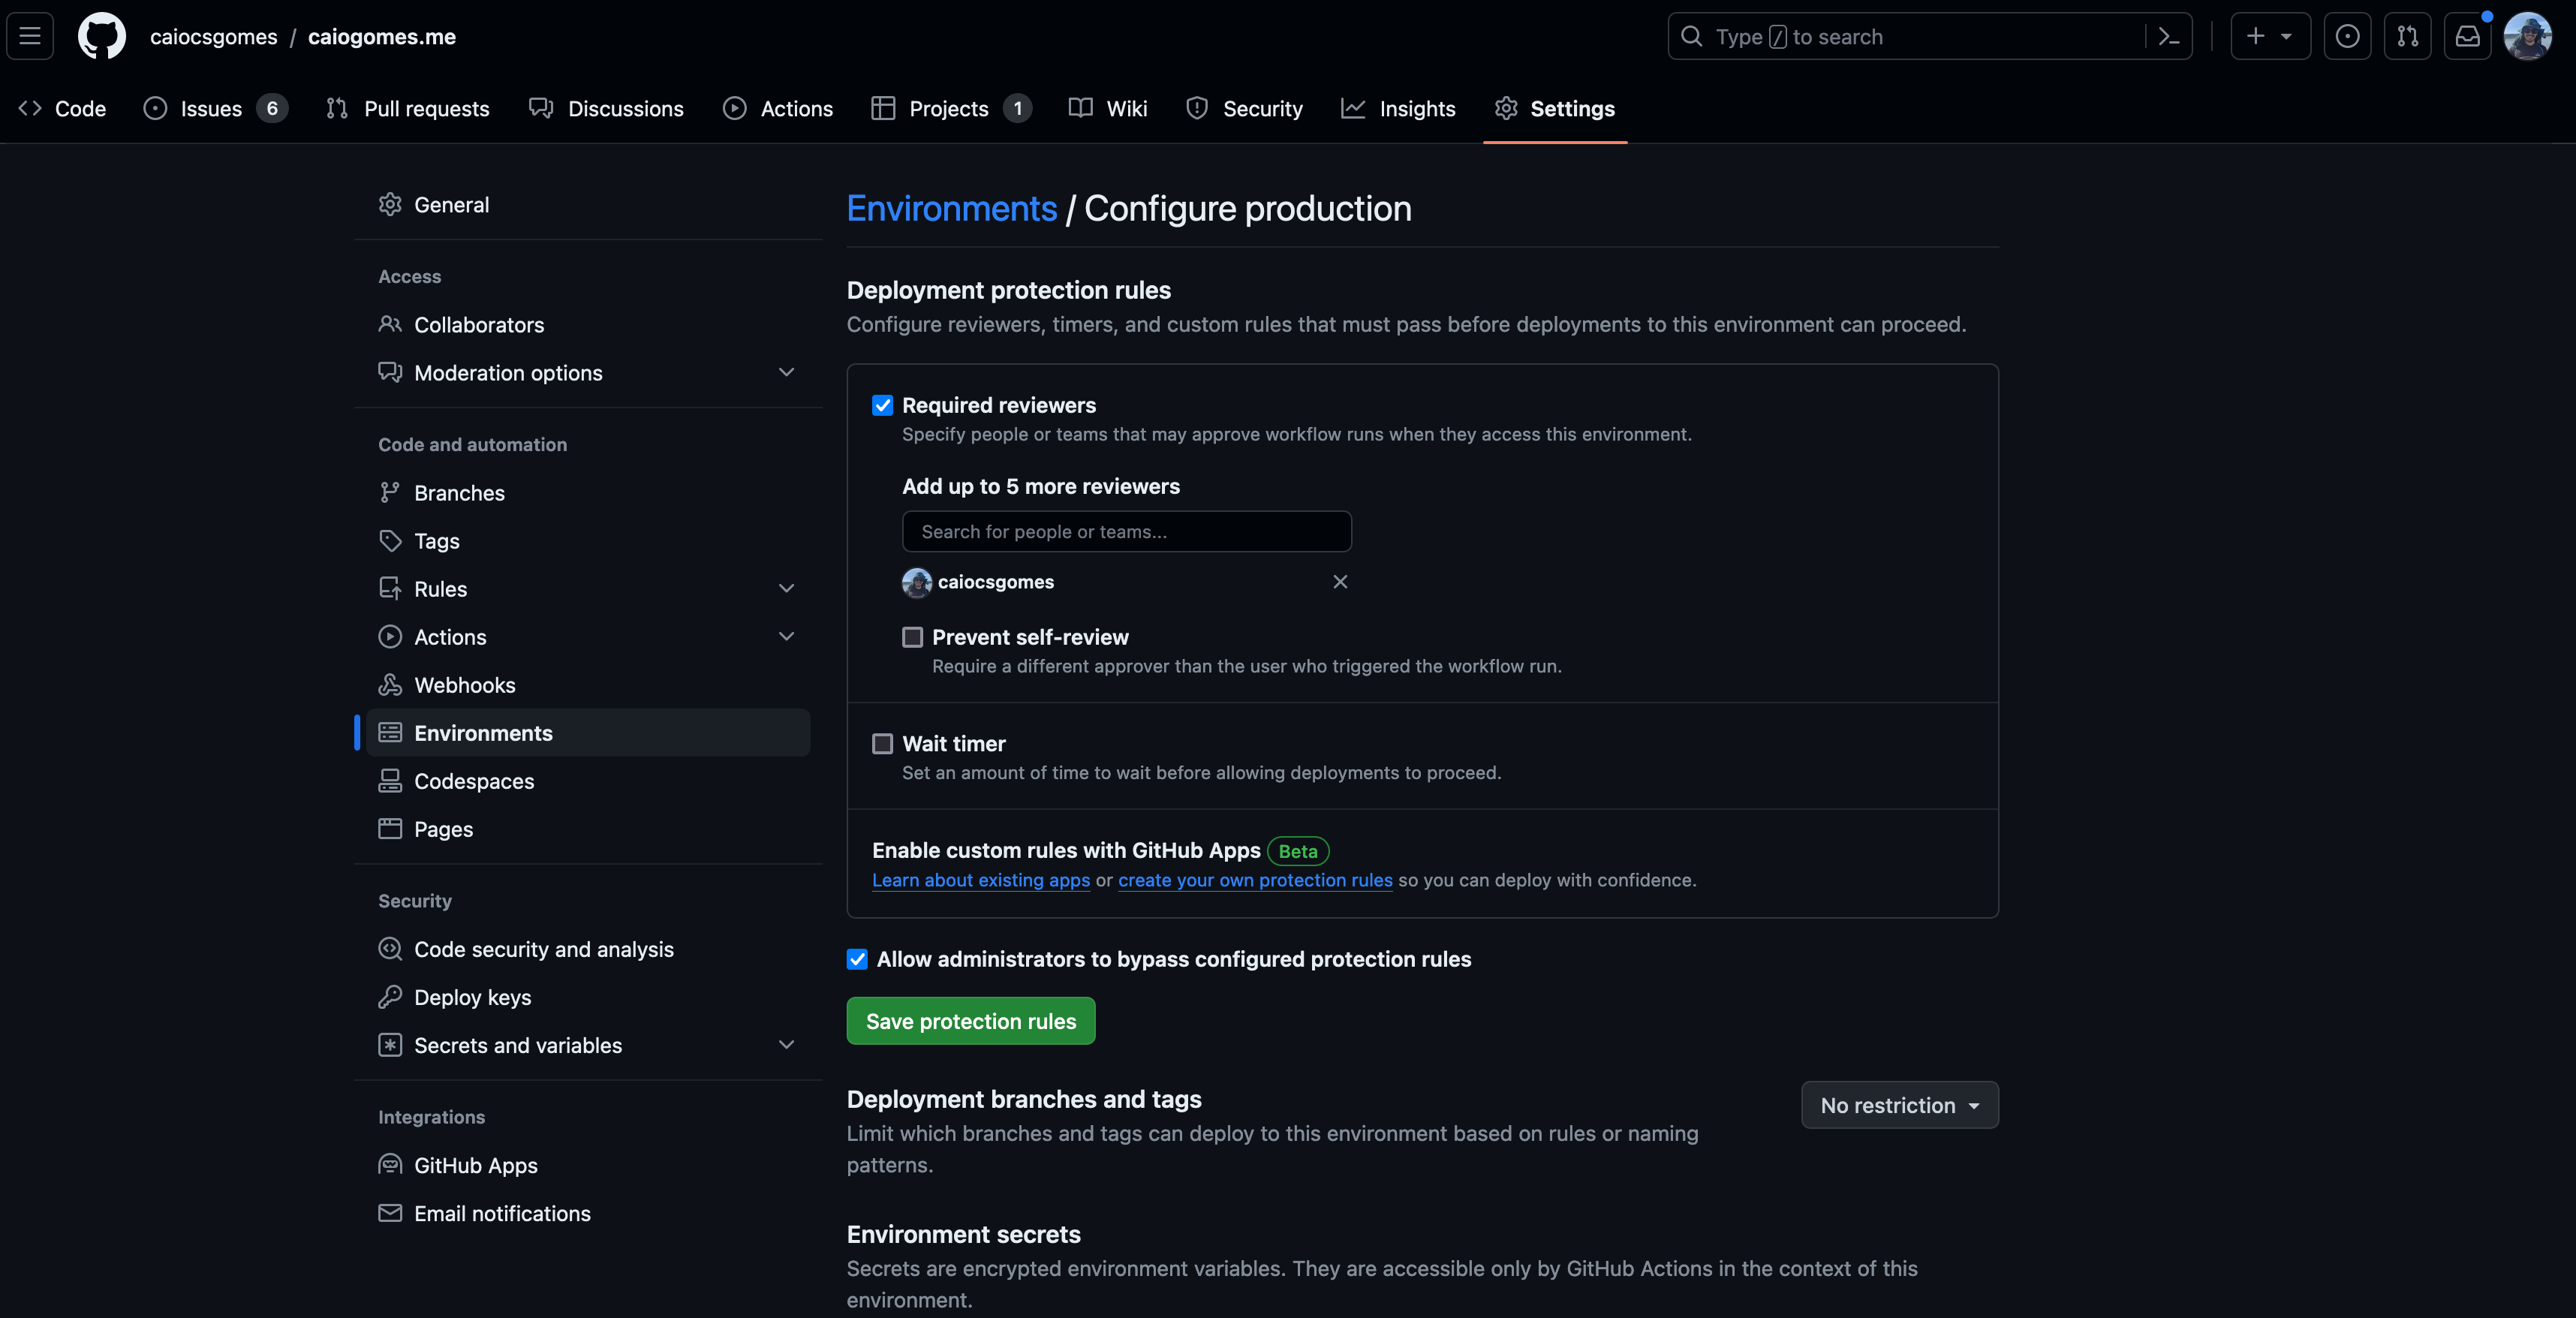 caiocsgomes / caiogomes.me
Type / to search
Code
Issues 6
Pull requests
Discussions
Actions
Projects 1
Wiki
Security
Insights
Settings
General
Access
Collaborators
Moderation options
Code and automation
Branches
Tags
Rules
Actions
Webhooks
Environments
Codespaces
Pages
Security
Code security and analysis
Deploy keys
Secrets and variables
Integrations
GitHub Apps
Email notifications
Environments / Configure production
Deployment protection rules
Configure reviewers, timers, and custom rules that must pass before deployments to this environment can proceed.
Required reviewers
Specify people or teams that may approve workflow runs when they access this environment.
Add up to 5 more reviewers
Search for people or teams...
caiocsgomes
Prevent self-review
Require a different approver than the user who triggered the workflow run.
Wait timer
Set an amount of time to wait before allowing deployments to proceed.
Enable custom rules with GitHub Apps Beta
Learn about existing apps or create your own protection rules so you can deploy with confidence.
Allow administrators to bypass configured protection rules
Save protection rules
Deployment branches and tags
No restriction
Limit which branches and tags can deploy to this environment based on rules or naming
patterns.
Environment secrets
Secrets are encrypted environment variables. They are accessible only by GitHub Actions in the context of this
environment.